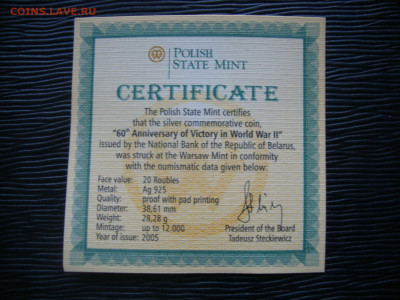 COINS.LAVE.RU
POLISH
STATE MINT
CERTIFICATE
The Polish State Mint certifies
that the silver commemorative coin,
"60th Anniversary of Victory in World War II"
issued by the National Bank of the Republic of Belarus,
was struck at the Warsaw Mint in conformity
with the numismatic data given below:
Face value: 20 Roubles
Metal: Ag 925
Quality: proof with pad printing
Diameter: 38,61 mm
Weight: 28,28 g
Mintage: up to 12.000
Year of issue: 2005
President of the Board
Tadeusz Steckiewicz